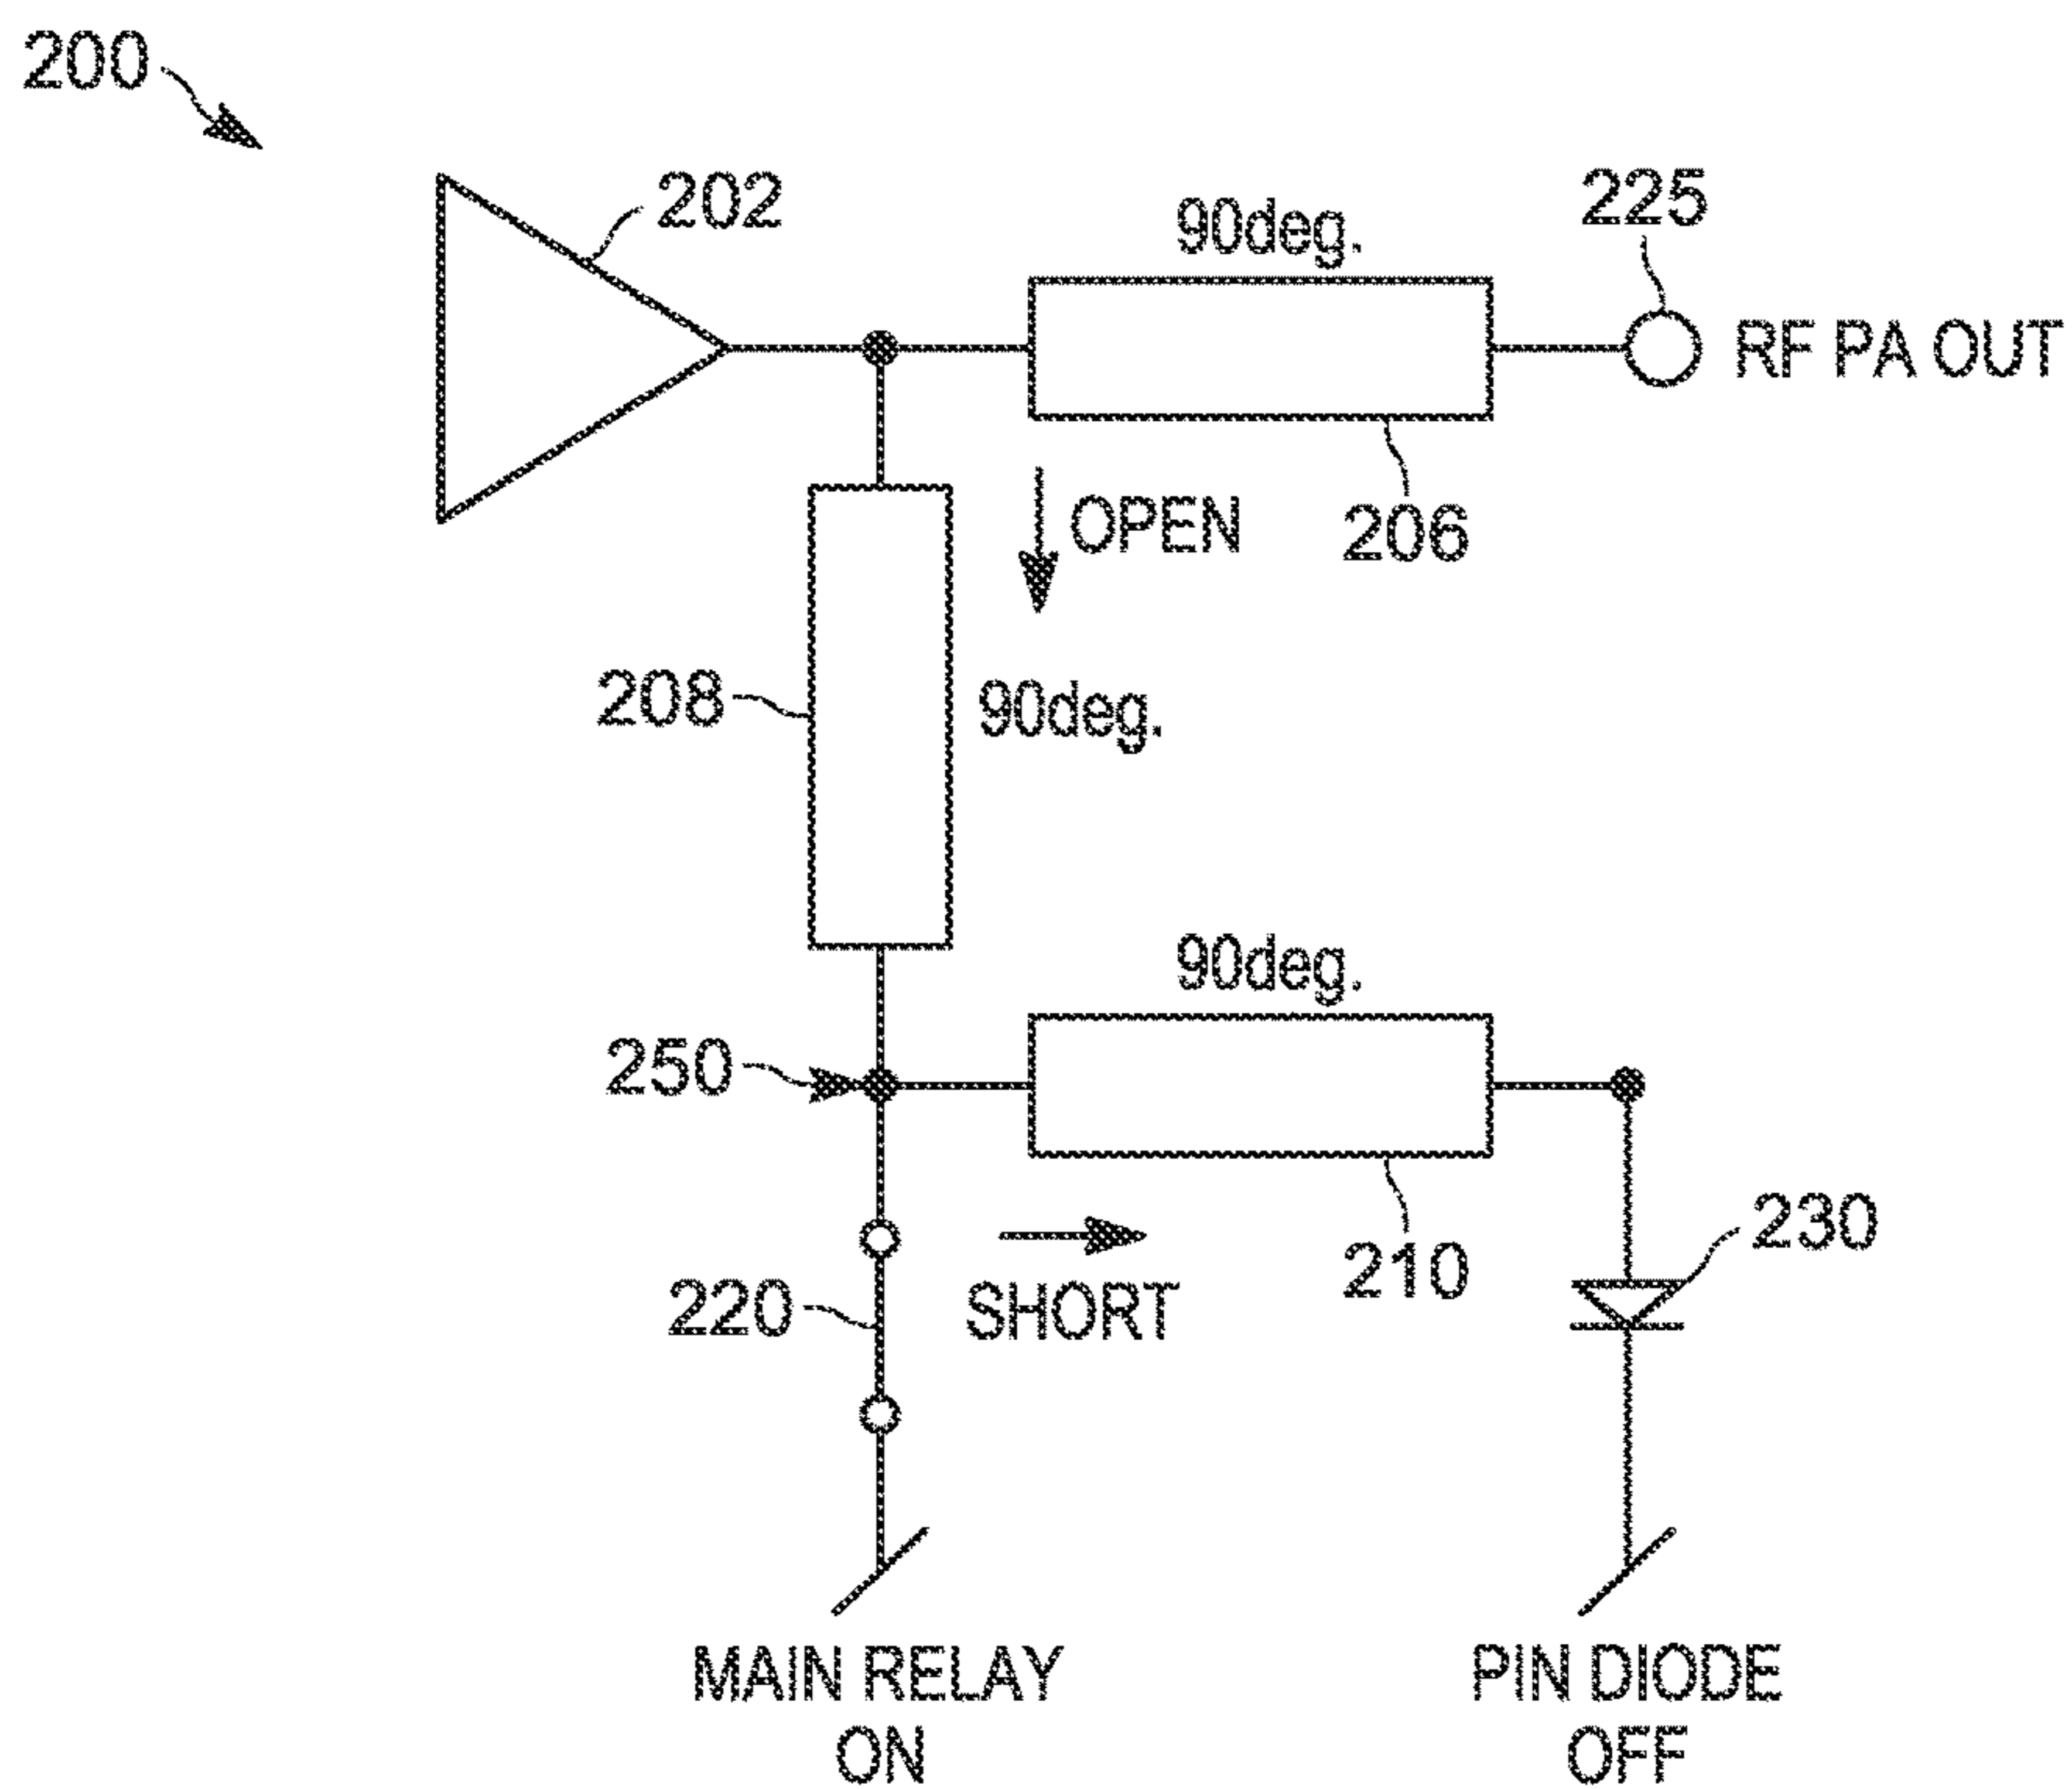 200
202
90deg.
225
RF PA OUT
OPEN
206
208
90deg.
90deg.
250
210
230
220
SHORT
MAIN RELAY
ON
PIN DIODE
OFF